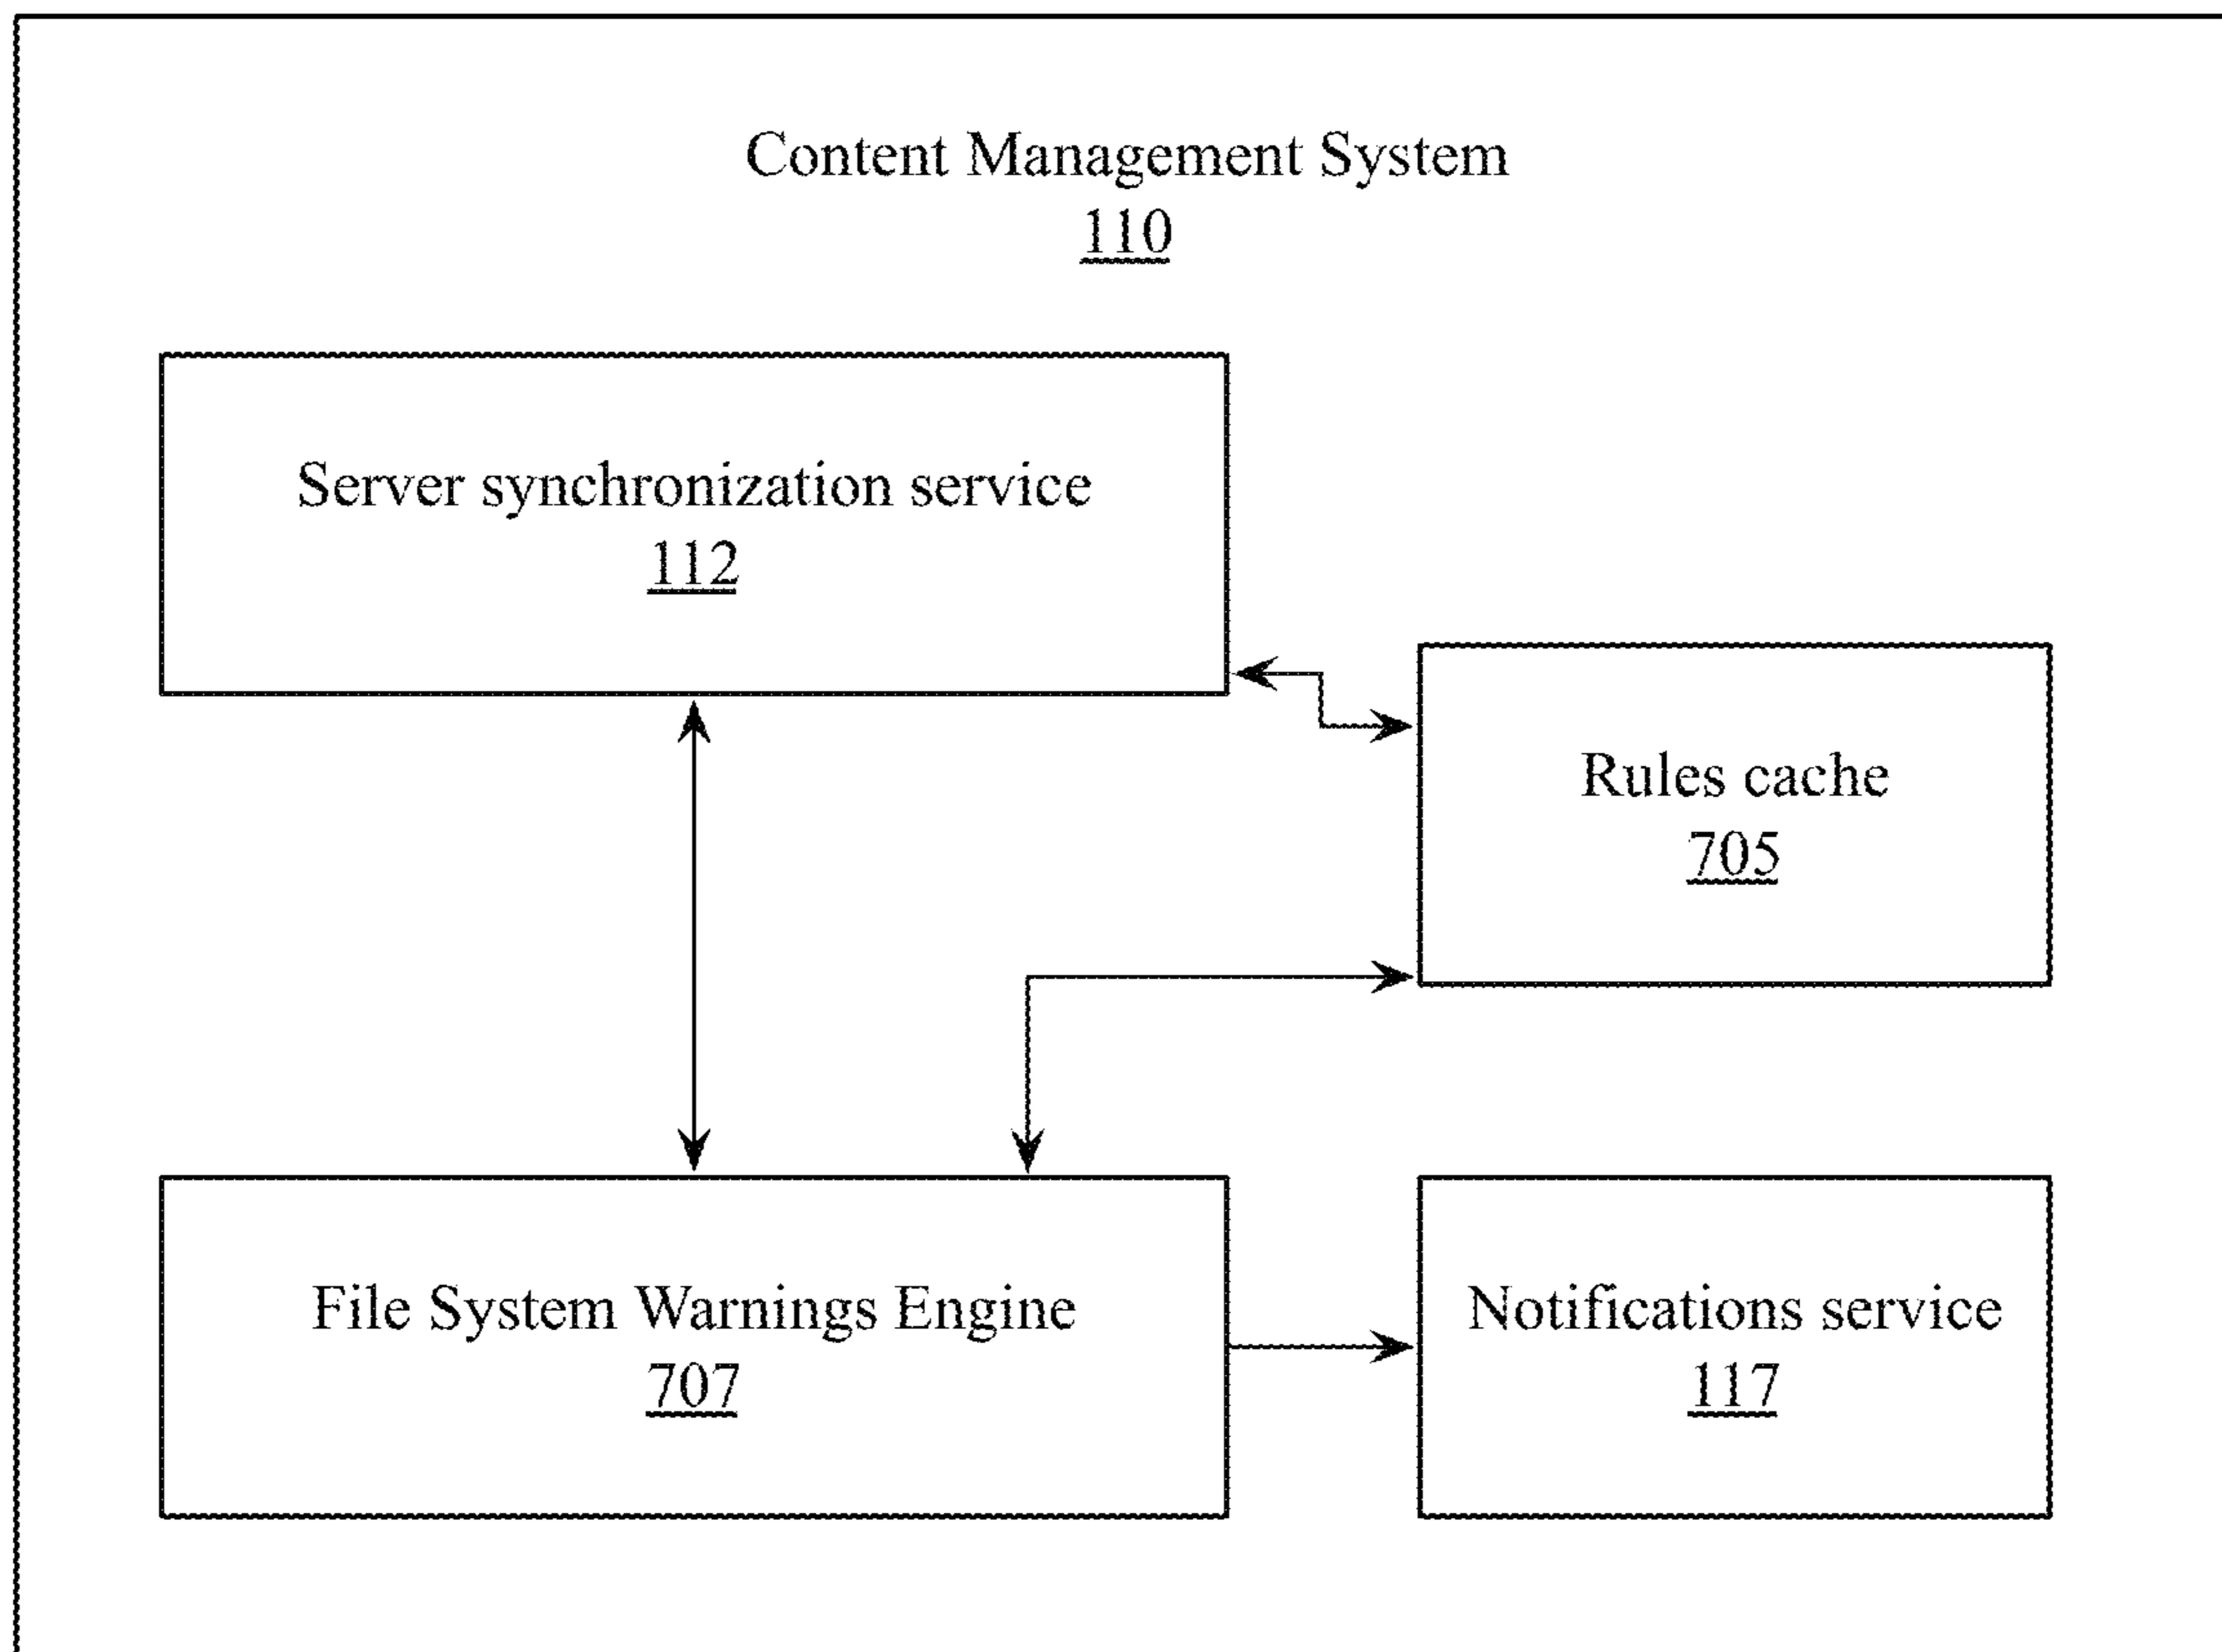 Content Management System
110
Server synchronization service
112
Rules cache
705
File System Warnings Engine
707
Notifications service
117